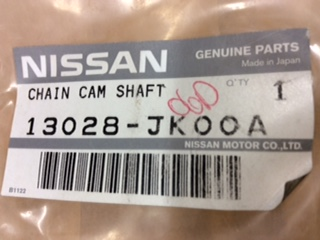 NISSAN
GENUINE PARTS
Made in Japan
CHAIN CAM SHAFT
Q'TY 1
13028-JK00A
NISSAN MOTOR CO.,LTD.